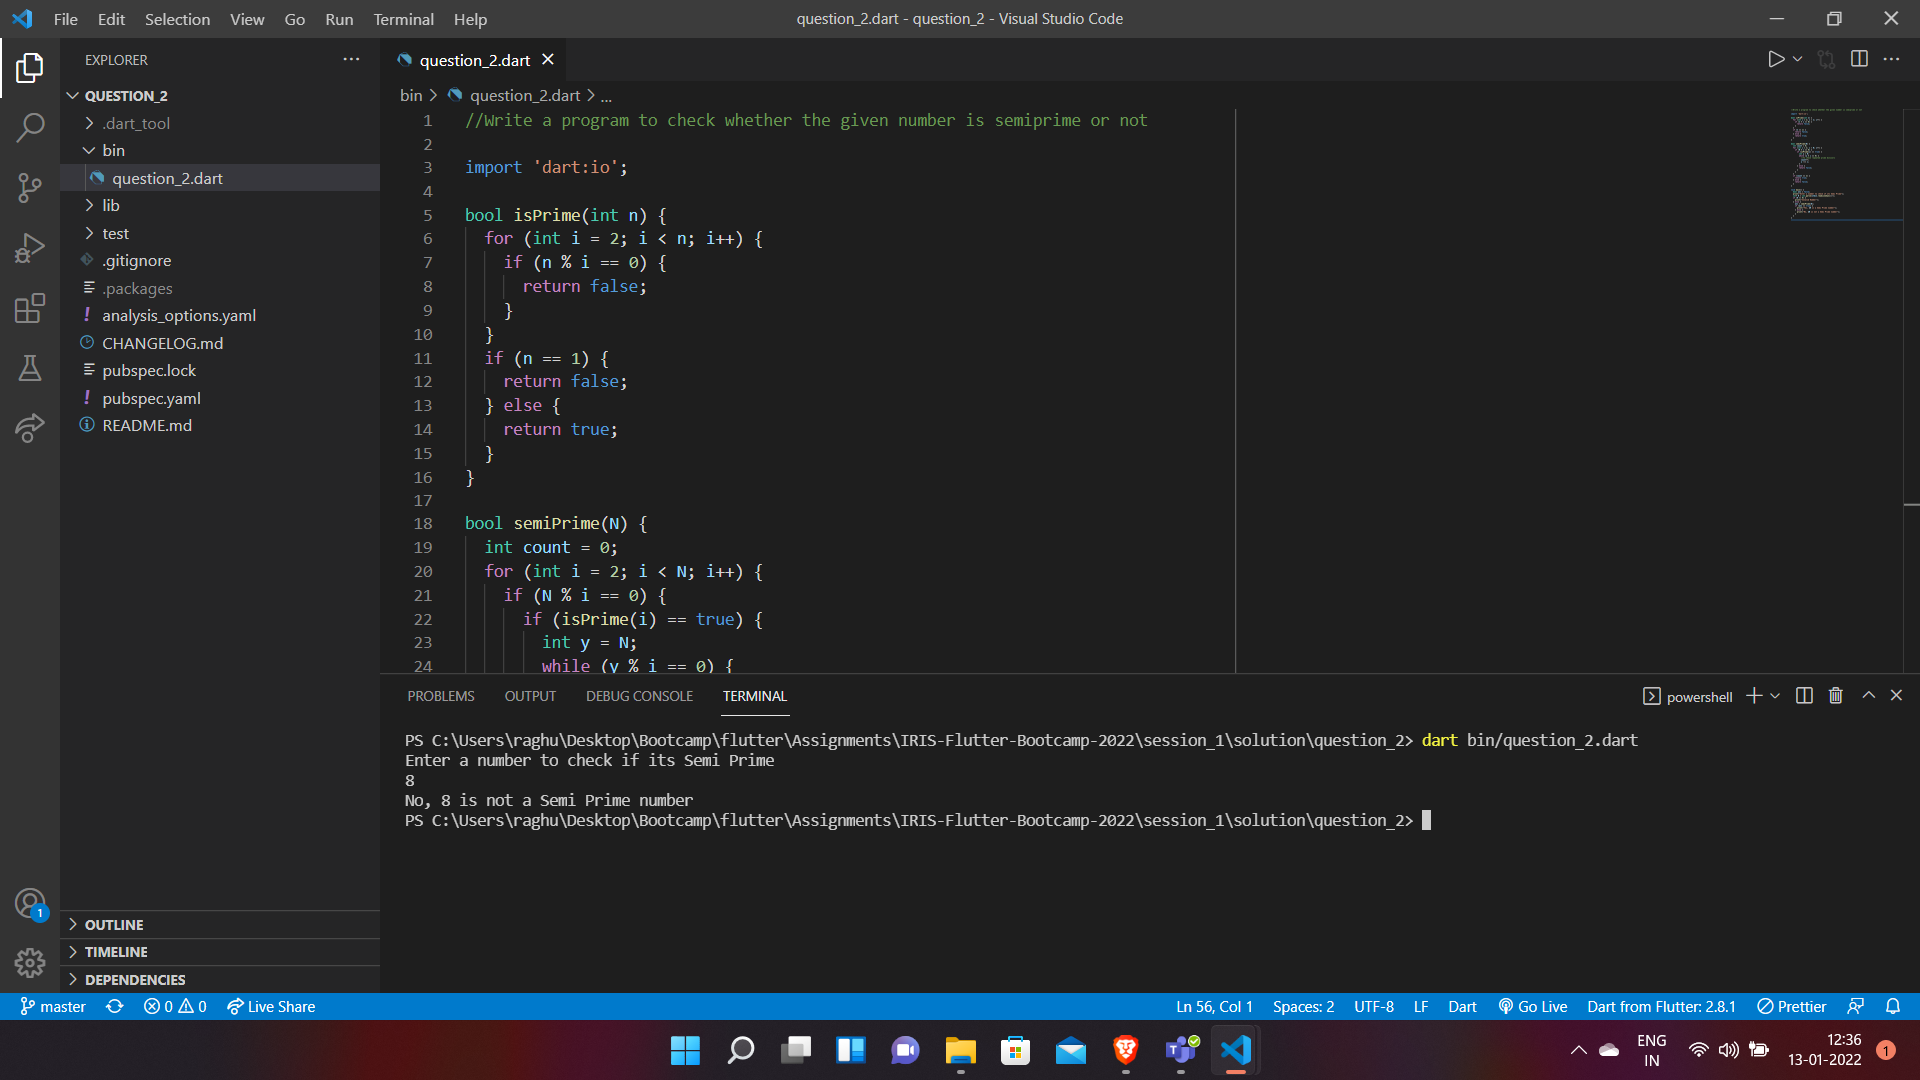 File Edit Selection View Go Run Terminal Help
question_2.dart - question_2 - Visual Studio Code
EXPLORER
QUESTION_2
.dart_tool
bin
question_2.dart
lib
test
.gitignore
.packages
analysis_options.yaml
CHANGELOG.md
pubspec.lock
pubspec.yaml
README.md
OUTLINE
TIMELINE
DEPENDENCIES
question_2.dart
bin > question_2.dart > ...
1 //Write a program to check whether the given number is semiprime or not
2
3 import 'dart:io';
4
5 bool isPrime(int n) {
6 for (int i = 2; i < n; i++) {
7 if (n % i == 0) {
8 return false;
9 }
10 }
11 if (n == 1) {
12 return false;
13 } else {
14 return true;
15 }
16 }
17
18 bool semiPrime(N) {
19 int count = 0;
20 for (int i = 2; i < N; i++) {
21 if (N % i == 0) {
22 if (isPrime(i) == true) {
23 int y = N;
24 while (y % i == 0) {
PROBLEMS OUTPUT DEBUG CONSOLE TERMINAL
powershell
PS C:\Users\raghu\Desktop\Bootcamp\flutter\Assignments\IRIS-Flutter-Bootcamp-2022\session_1\solution\question_2> dart bin/question_2.dart
Enter a number to check if its Semi Prime
8
No, 8 is not a Semi Prime number
PS C:\Users\raghu\Desktop\Bootcamp\flutter\Assignments\IRIS-Flutter-Bootcamp-2022\session_1\solution\question_2>
1
master 0 0 Live Share
Ln 56, Col 1 Spaces: 2 UTF-8 LF Dart Go Live Dart from Flutter: 2.8.1 Prettier
ENG
IN
12:36
13-01-2022
1